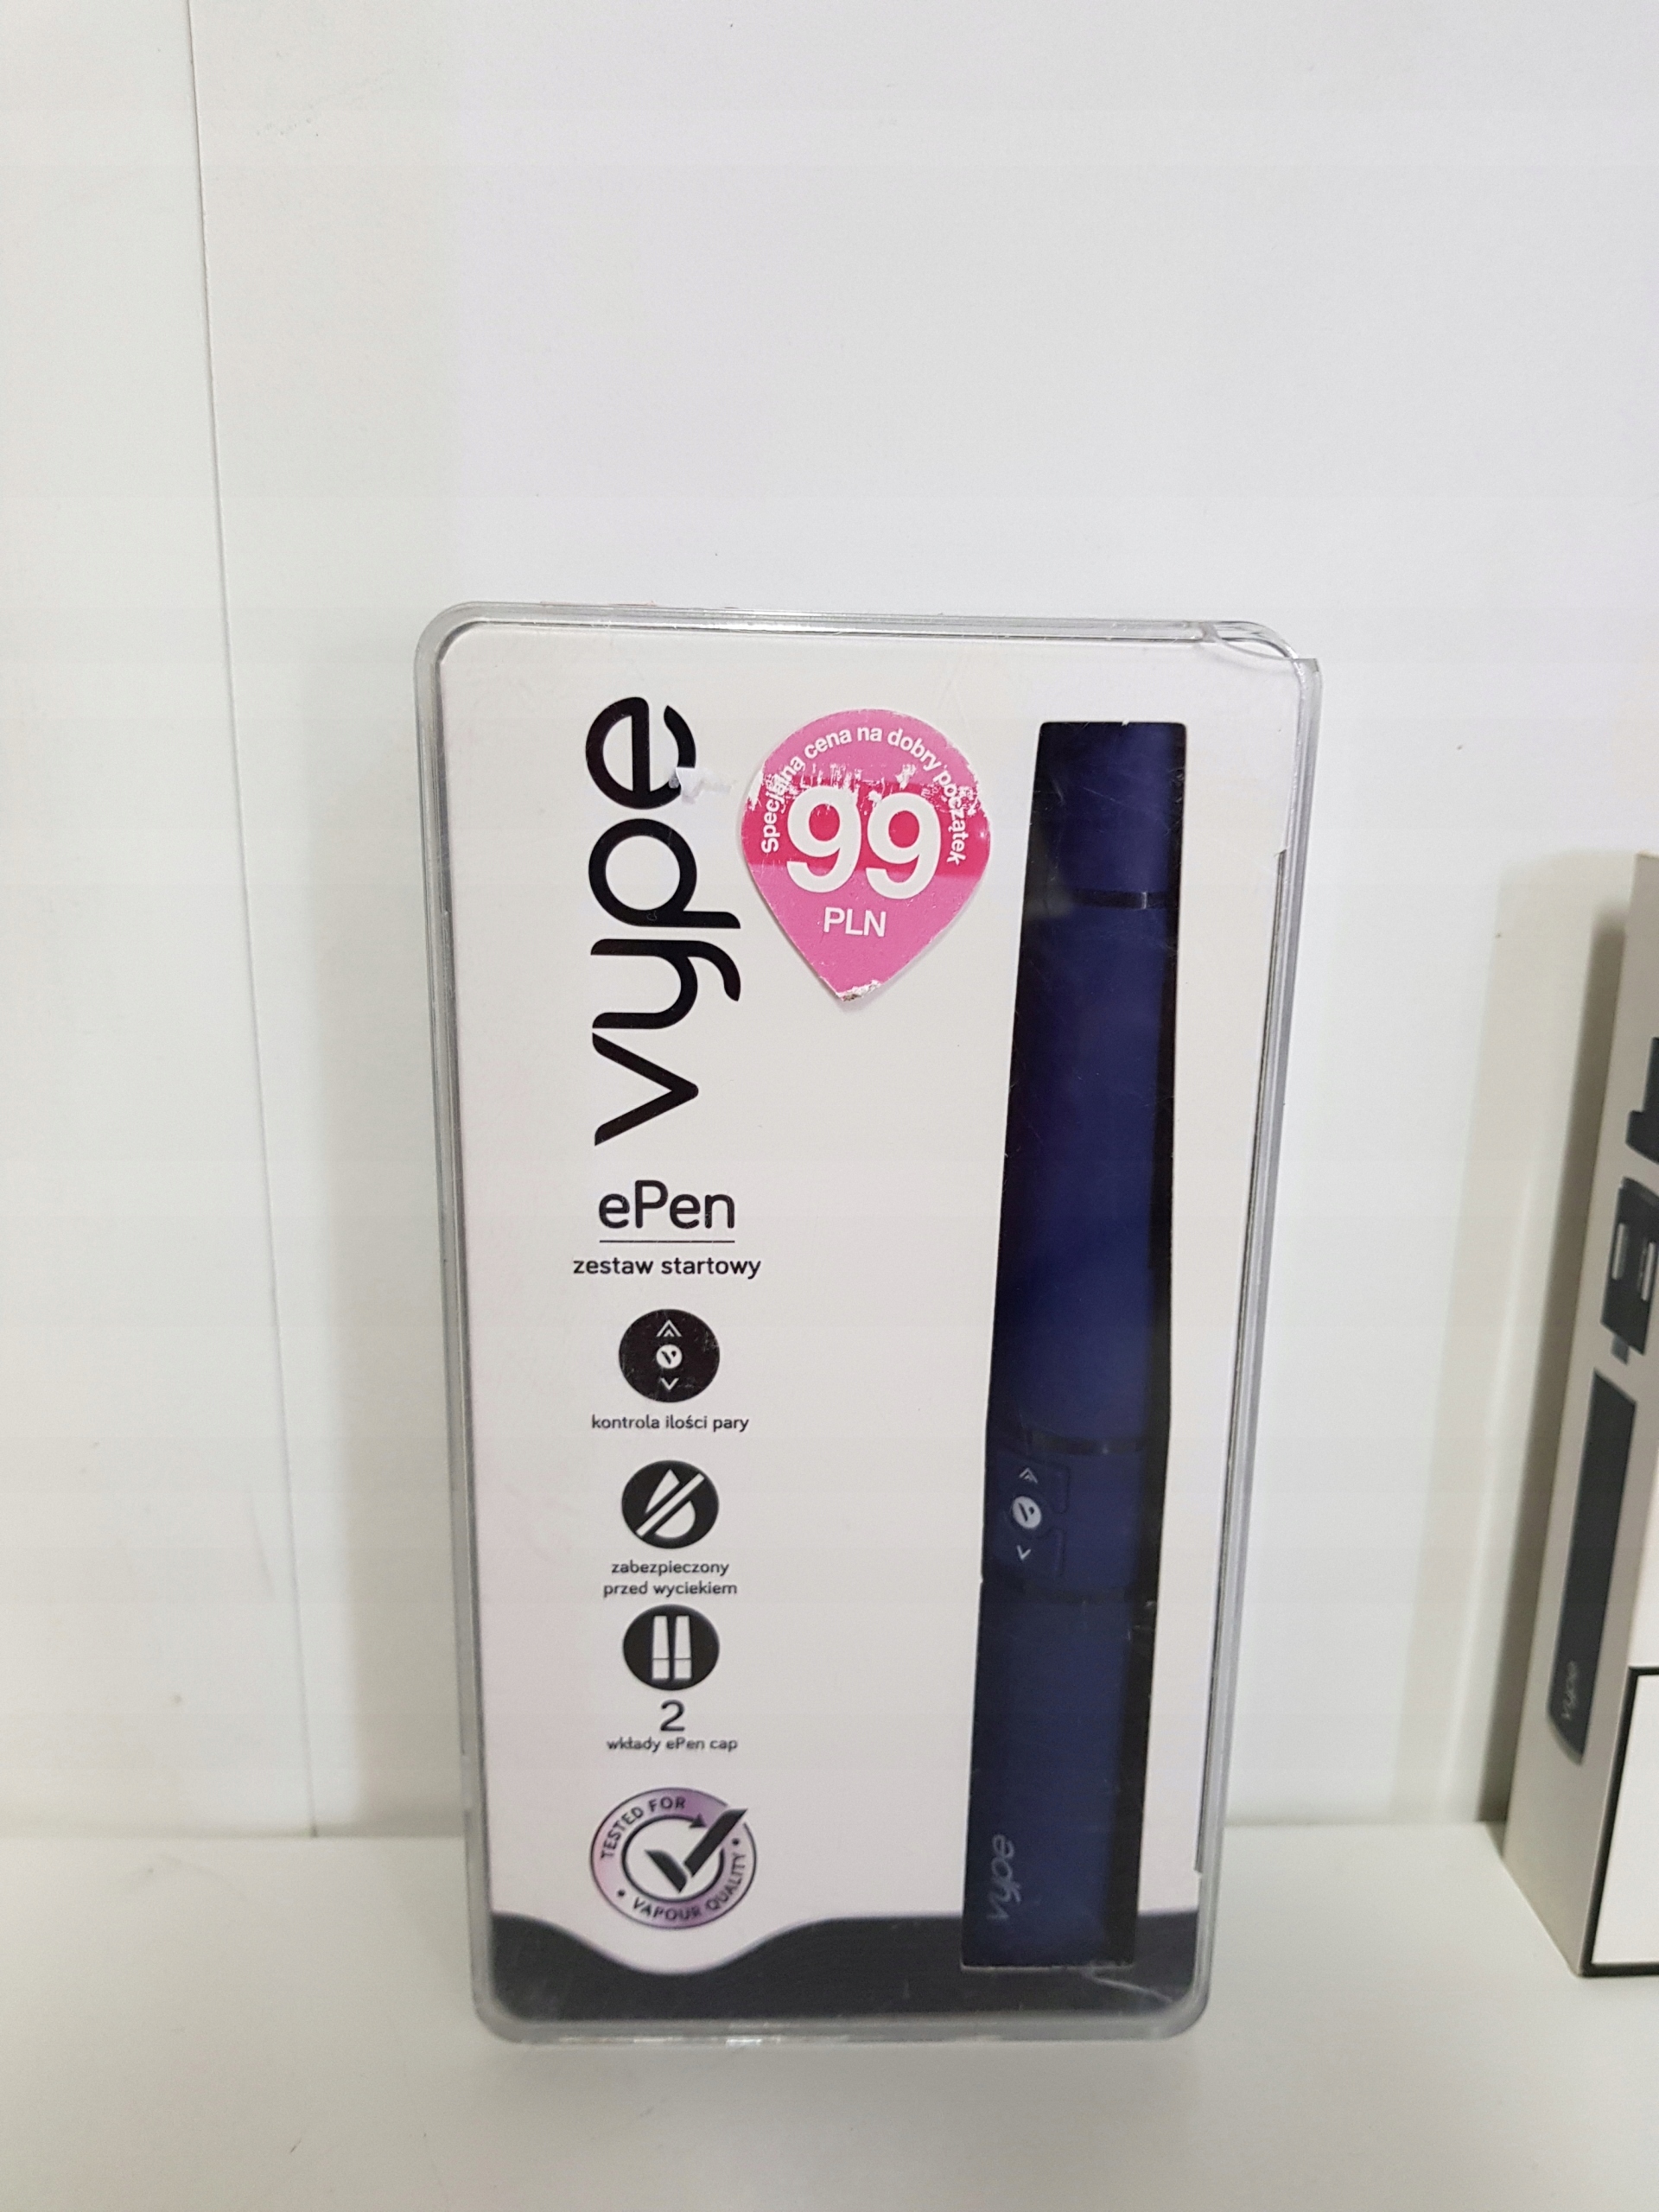 vype
Specjalna cena na dobry początek
99
PLN
ePen
zestaw startowy
kontrola ilości pary
zabezpieczony
przed wyciekiem
2
wkłady ePen cap
TESTED FOR
VAPOUR QUALITY
vype
vype